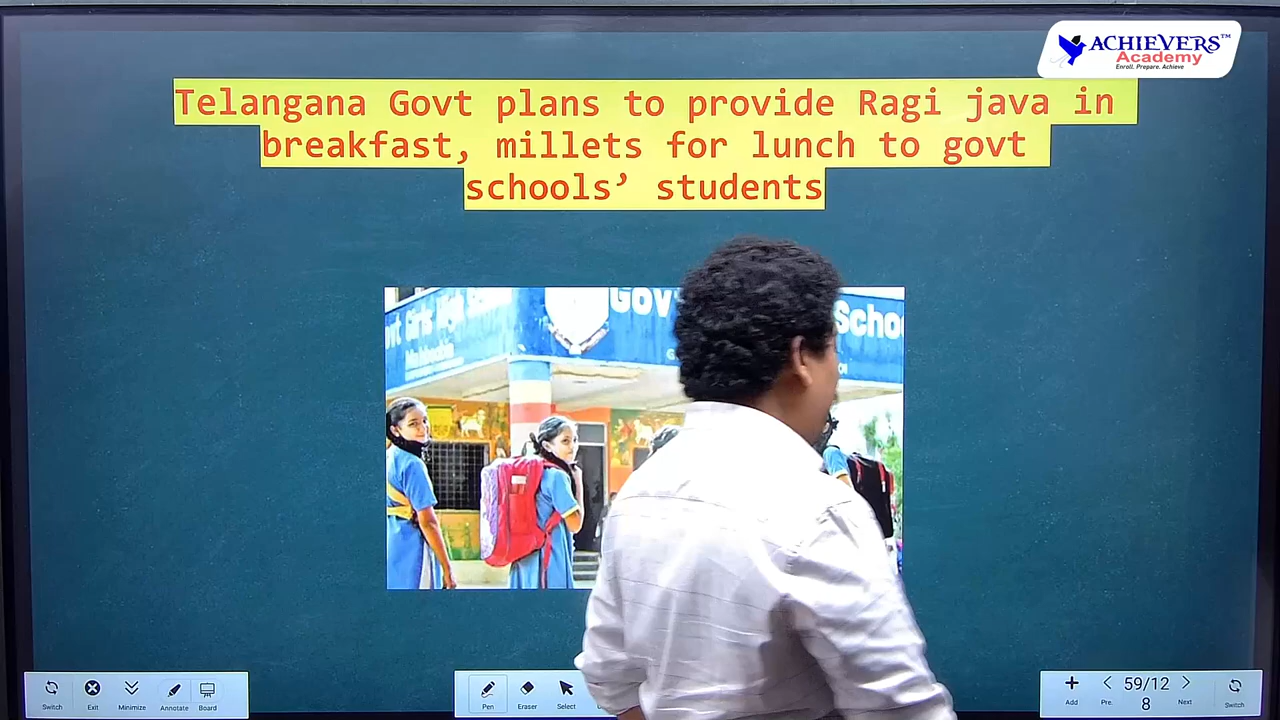 ACHIEVERS™
Academy
Enroll. Prepare. Achieve
Telangana Govt plans to provide Ragi java in
breakfast, millets for lunch to govt
schools’ students
Gov
Scho
Switch
Exit
Minimize
Annotate
Board
Pen
Eraser
Select
Add
Pre.
59/12
8
Next
Switch